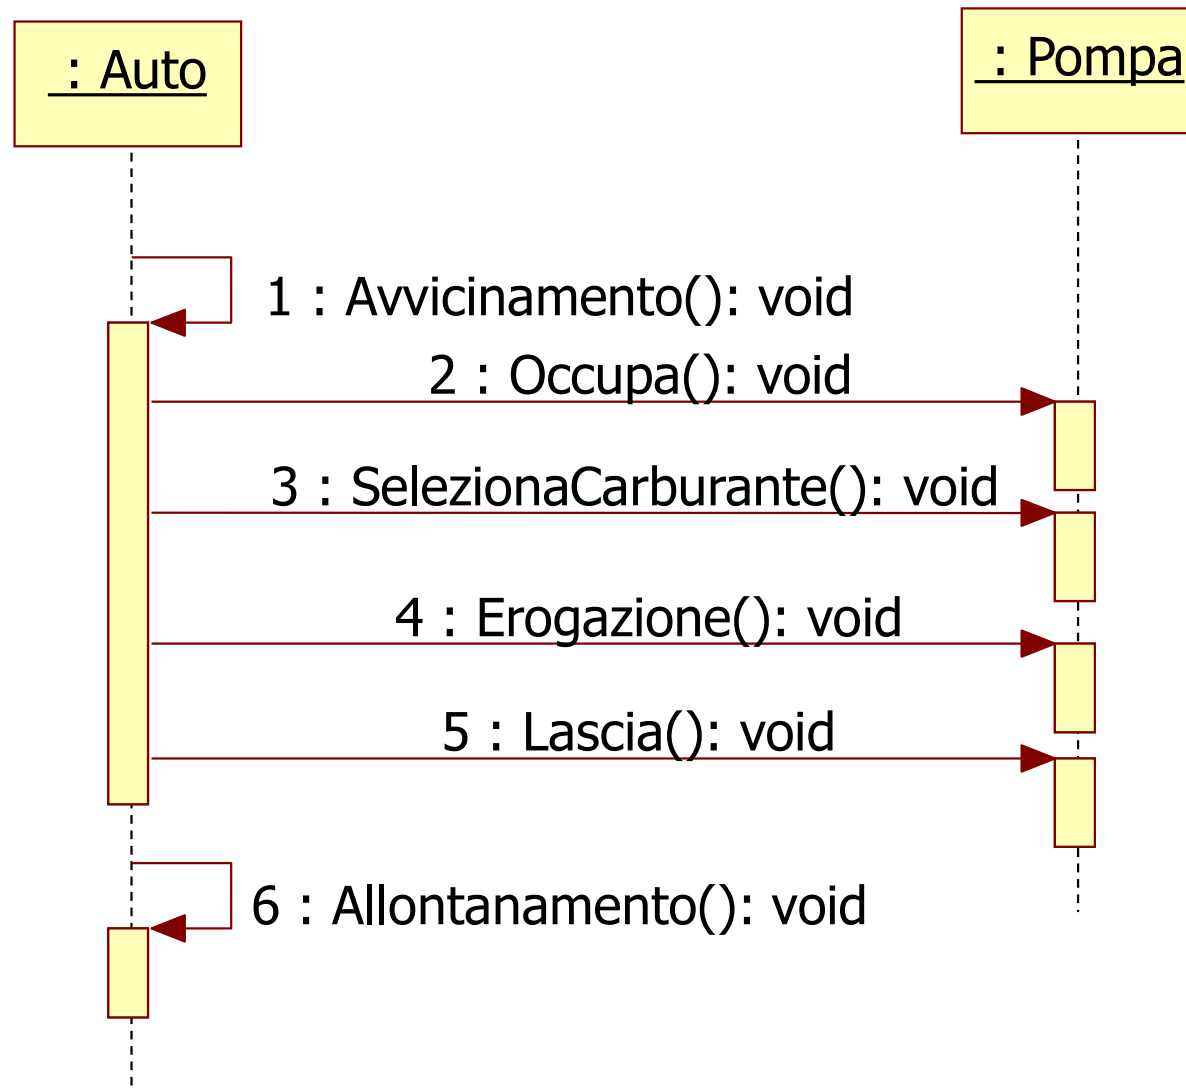 : Auto
: Pompa
1 : Avvicinamento(): void
2 : Occupa(): void
3 : SelezionaCarburante(): void
4 : Erogazione(): void
5 : Lascia(): void
6 : Allontanamento(): void